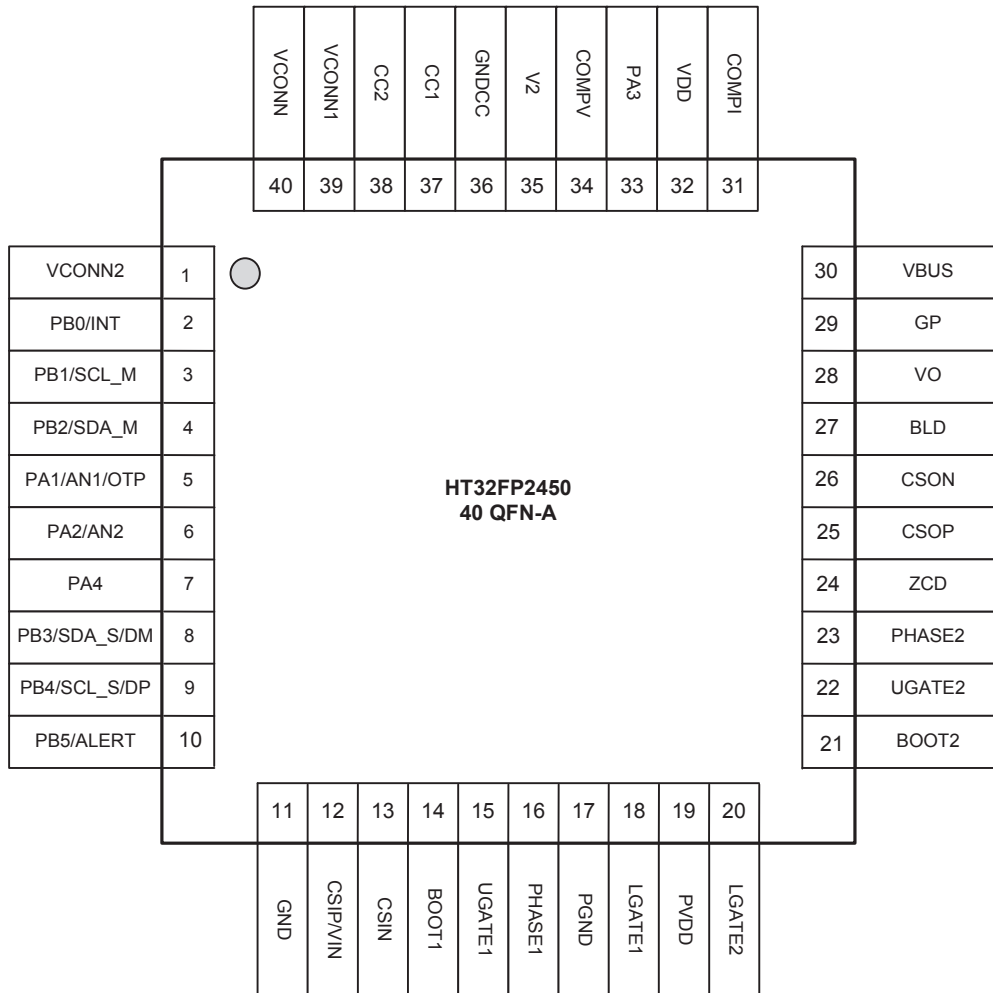 VCONN
VCONN1
CC2
CC1
GNDCC
V2
COMPV
PA3
VDD
COMPI
40
39
38
37
36
35
34
33
32
31
VCONN2 1
PB0/INT 2
PB1/SCL_M 3
PB2/SDA_M 4
PA1/AN1/OTP 5
PA2/AN2 6
PA4 7
PB3/SDA_S/DM 8
PB4/SCL_S/DP 9
PB5/ALERT 10
HT32FP2450
40 QFN-A
30 VBUS
29 GP
28 VO
27 BLD
26 CSON
25 CSOP
24 ZCD
23 PHASE2
22 UGATE2
21 BOOT2
11
12
13
14
15
16
17
18
19
20
GND
CSIP/VIN
CSIN
BOOT1
UGATE1
PHASE1
PGND
LGATE1
PVDD
LGATE2